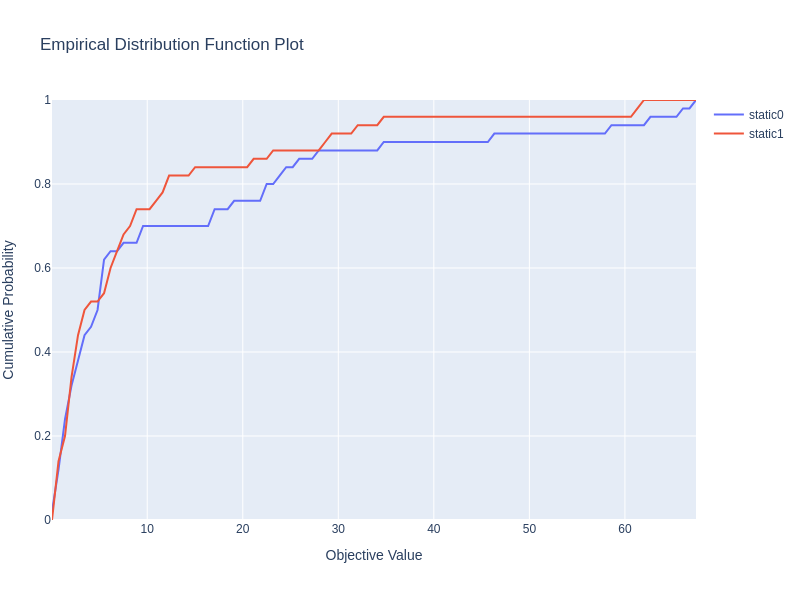 Empirical Distribution Function Plot
static0
static1
Cumulative Probability
1
0.8
0.6
0.4
0.2
0
10
20
30
40
50
60
Objective Value